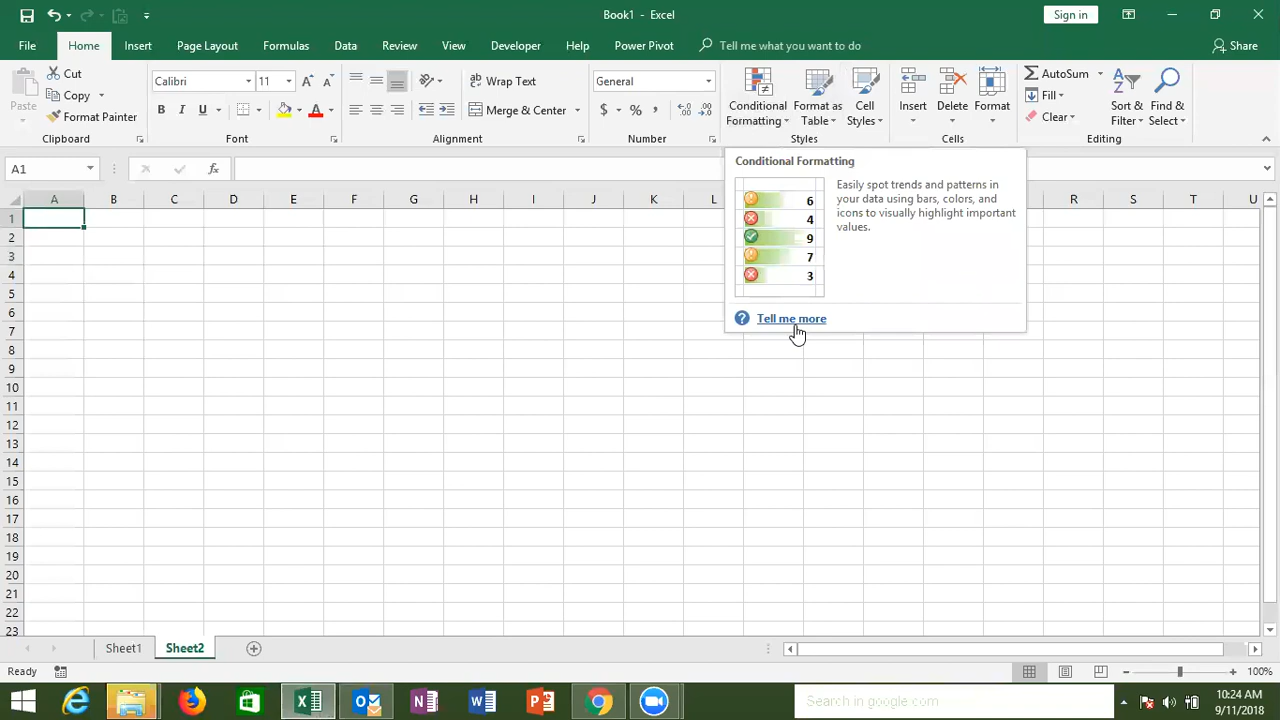 Book1 - Excel
Sign in
File Home Insert Page Layout Formulas Data Review View Developer Help Power Pivot Tell me what you want to do Share
Paste
Cut
Copy
Format Painter
Clipboard
Calibri 11
B I U A
Font
Wrap Text
Merge & Center
Alignment
General
$ % ,
Number
Conditional Formatting
Format as Table
Cell Styles
Styles
Insert
Delete
Format
Cells
AutoSum
Fill
Clear
Sort & Filter
Find & Select
Editing
A1
fx
A B C D E F G H I J K L R S T U
Conditional Formatting
Easily spot trends and patterns in
your data using bars, colors, and
icons to visually highlight important
values.
6
4
9
7
3
Tell me more
1
2
3
4
5
6
7
8
9
10
11
12
13
14
15
16
17
18
19
20
21
22
23
Sheet1 Sheet2
Ready
100%
Search in google.com
10:24 AM
9/11/2018